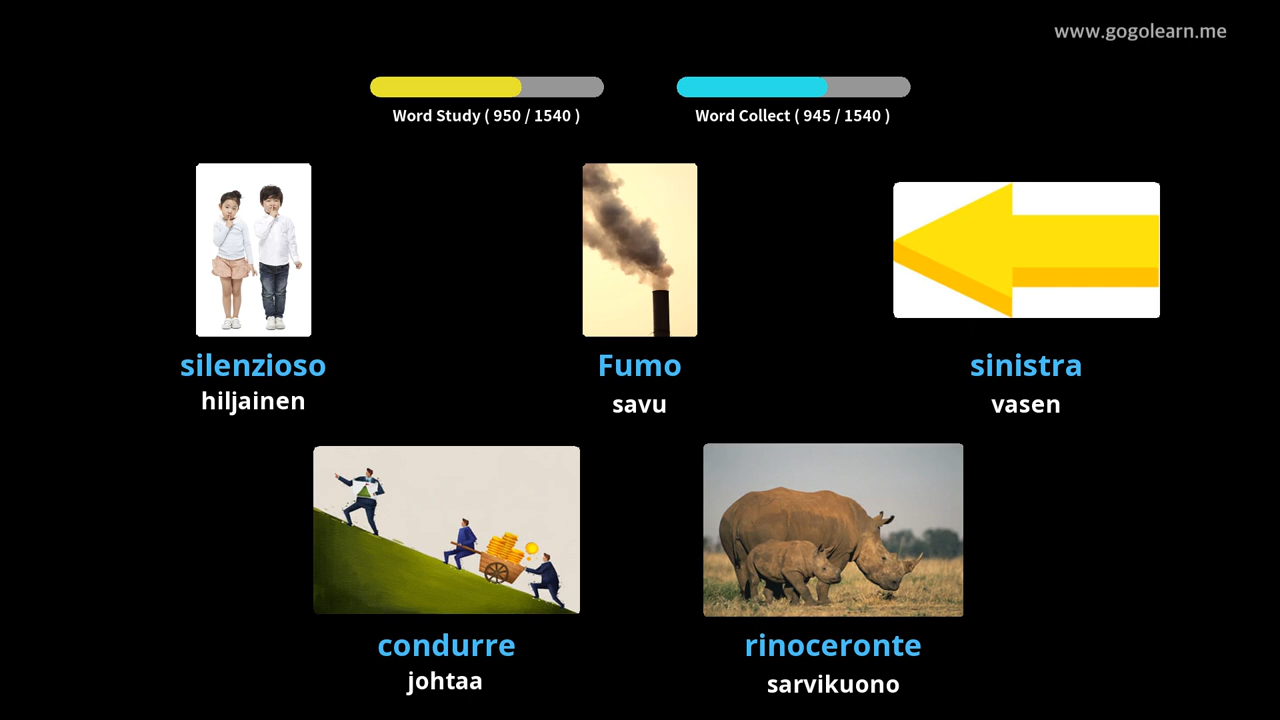 www.gogolearn.me
Word Study ( 950 / 1540 )
Word Collect ( 945 / 1540 )
silenzioso
hiljainen
Fumo
savu
sinistra
vasen
condurre
johtaa
rinoceronte
sarvikuono